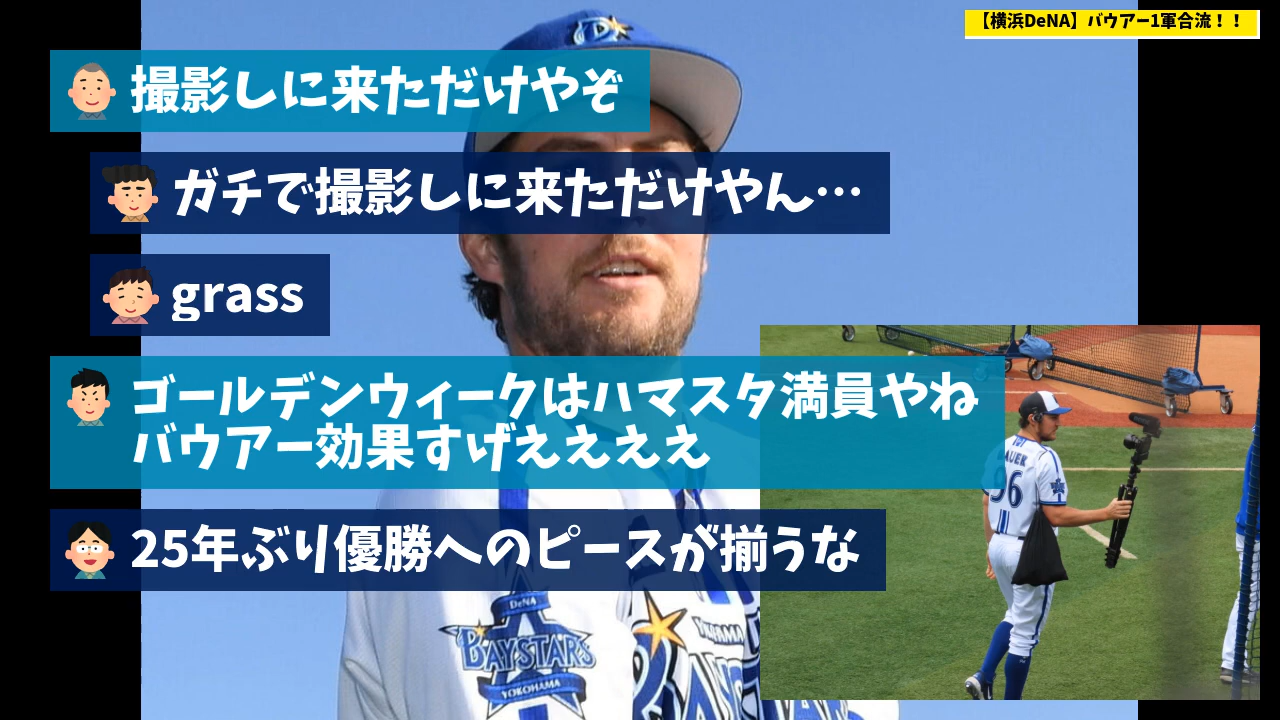 【横浜DeNA】バウアー1軍合流！！
撮影しに来ただけやぞ
ガチで撮影しに来ただけやん…
grass
ゴールデンウィークはハマスタ満員やね
バウアー効果すげええええ
25年ぶり優勝へのピースが揃うな
BAUER
96
DeNA
BAYSTARS
YOKOHAMA